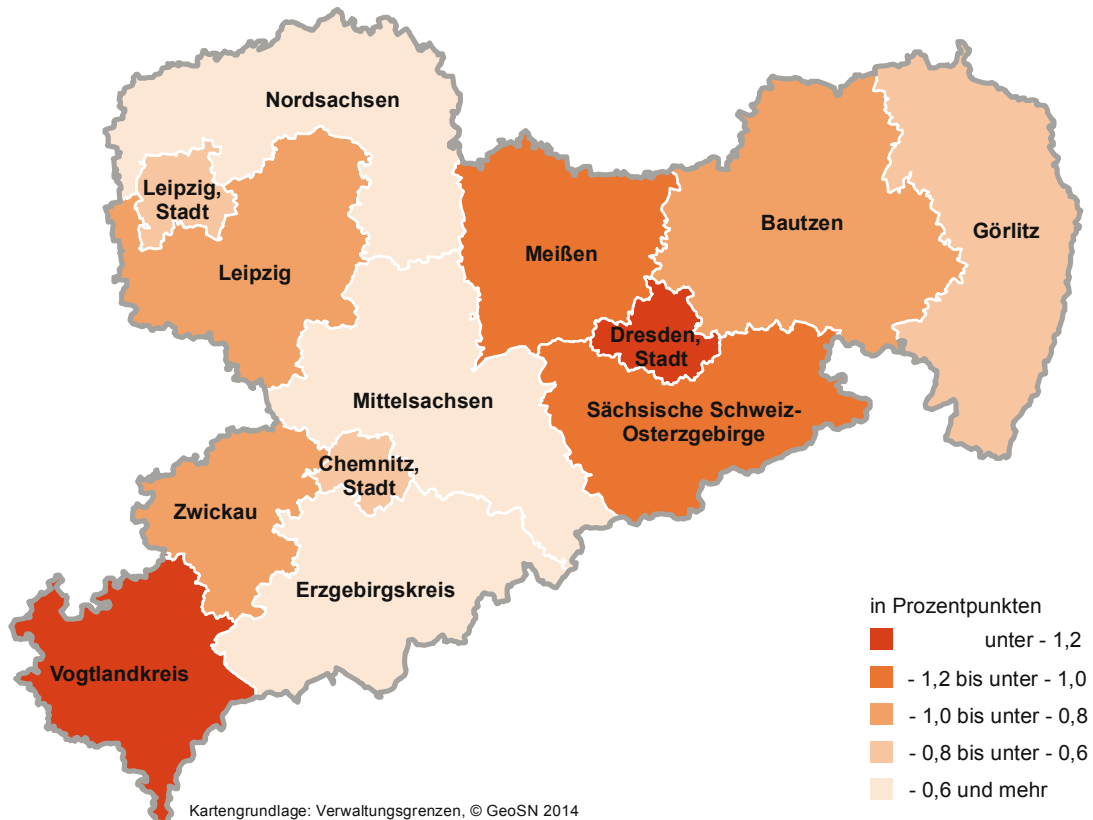 Nordsachsen
Leipzig,
Stadt
Leipzig
Meißen
Bautzen
Görlitz
Dresden,
Stadt
Mittelsachsen
Sächsische Schweiz-
Osterzgebirge
Chemnitz,
Stadt
Zwickau
Erzgebirgskreis
Vogtlandkreis
in Prozentpunkten
unter - 1,2
- 1,2 bis unter - 1,0
- 1,0 bis unter - 0,8
- 0,8 bis unter - 0,6
- 0,6 und mehr
Kartengrundlage: Verwaltungsgrenzen, © GeoSN 2014